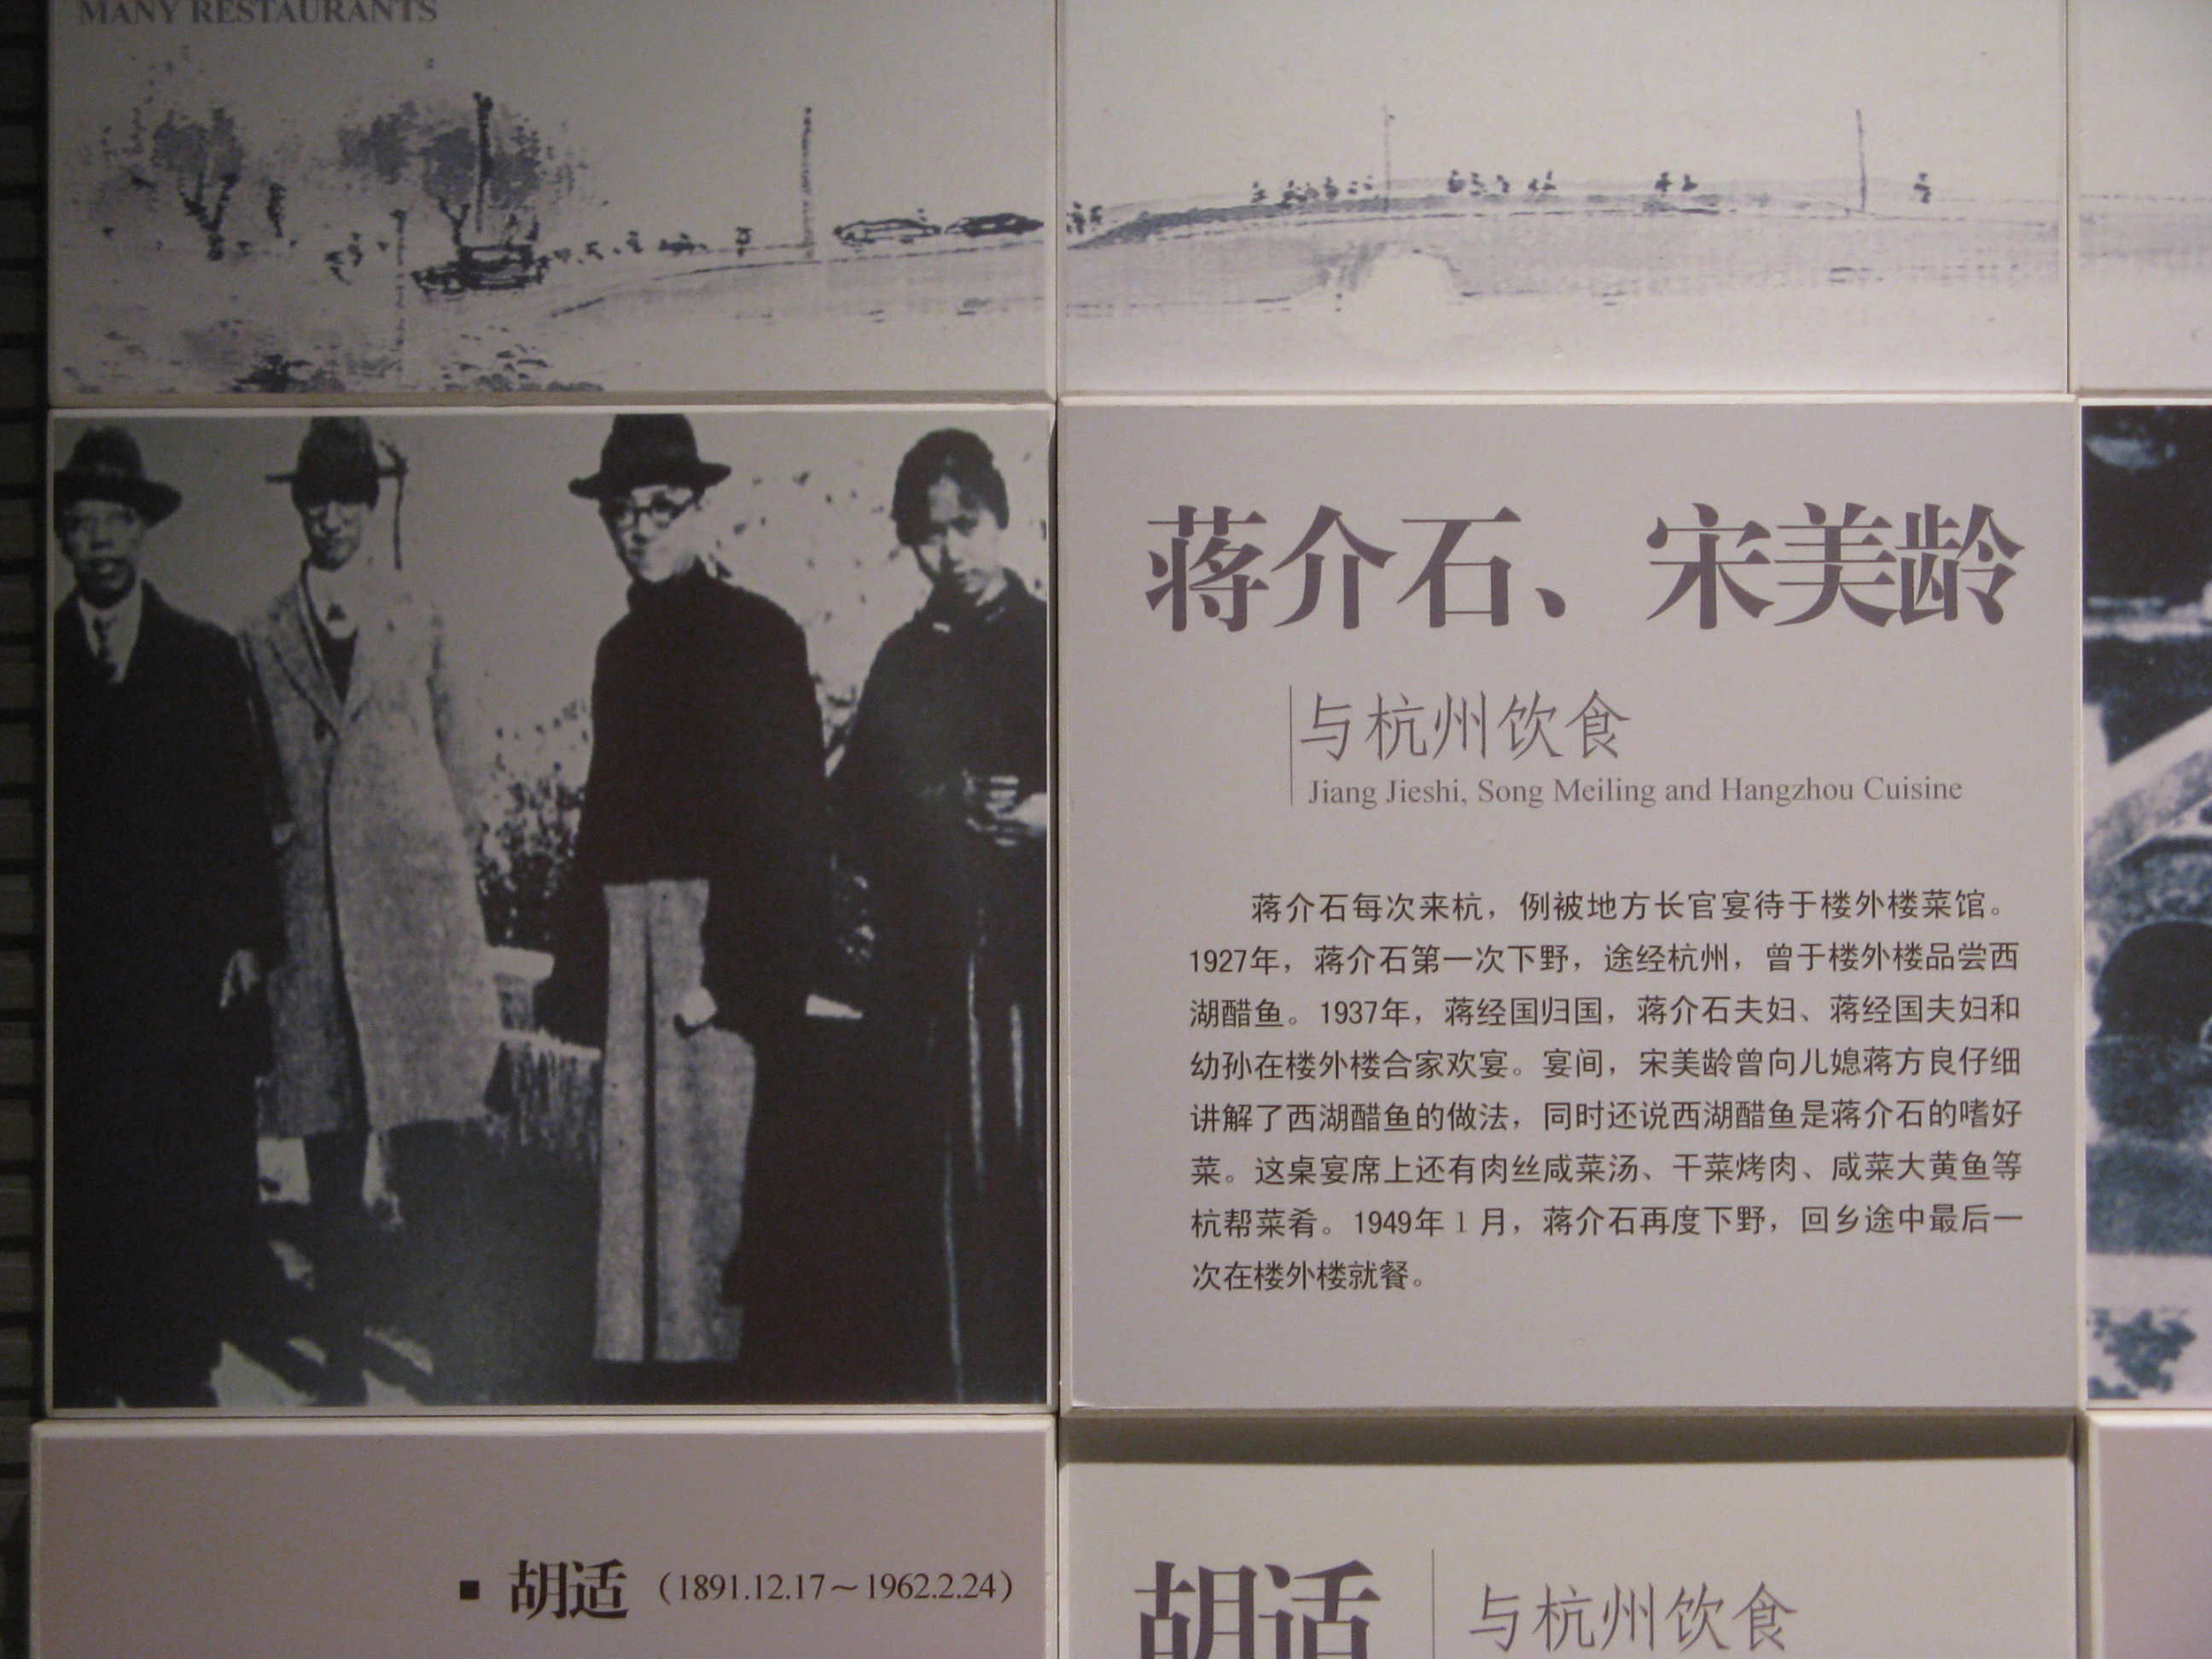 MANY RESTAURANTS
蒋介石、宋美龄
与杭州饮食
Jiang Jieshi, Song Meiling and Hangzhou Cuisine
蒋介石每次来杭，例被地方长官宴待于楼外楼菜馆。
1927年，蒋介石第一次下野，途经杭州，曾于楼外楼品尝西
湖醋鱼。1937年，蒋经国归国，蒋介石夫妇、蒋经国夫妇和
幼孙在楼外楼合家欢宴。宴间，宋美龄曾向儿媳蒋方良仔细
讲解了西湖醋鱼的做法，同时还说西湖醋鱼是蒋介石的嗜好
菜。这桌宴席上还有肉丝咸菜汤、干菜烤肉、咸菜大黄鱼等
杭帮菜肴。1949年1月，蒋介石再度下野，回乡途中最后一
次在楼外楼就餐。
▪ 胡适（1891.12.17～1962.2.24）
胡适 与杭州饮食